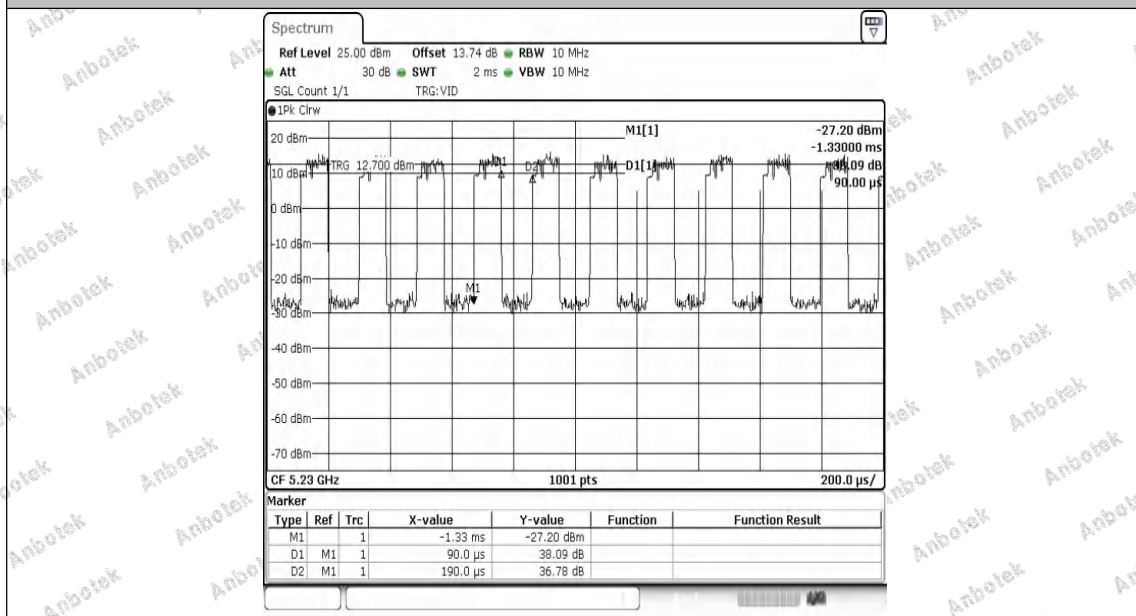 Spectrum
Ref Level 25.00 dBm Offset 13.74 dB RBW 10 MHz
Att 30 dB SWT 2 ms VBW 10 MHz
SGL Count 1/1 TRG:VID
1Pk Clrw
M1[1] -27.20 dBm
-1.33000 ms
D1[1] 38.09 dB
90.00 µs
20 dBm
TRG 12.700 dBm
D1
D2
10 dBm
0 dBm
-10 dBm
-20 dBm
M1
-30 dBm
-40 dBm
-50 dBm
-60 dBm
-70 dBm
CF 5.23 GHz 1001 pts 200.0 µs/
Marker
Type Ref Trc X-value Y-value Function Function Result
M1 1 -1.33 ms -27.20 dBm
D1 M1 1 90.0 µs 38.09 dB
D2 M1 1 190.0 µs 36.78 dB
Anbotek